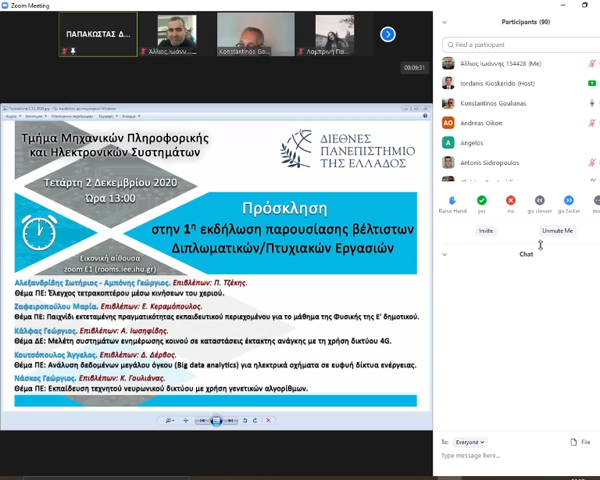 Zoom Meeting
ΠΑΠΑΚΩΣΤΑΣ Δ...
Άλλιος Ιωάνν...
Konstantinos Go...
Λαμπρινή Πα...
00:09:31
Τμήμα Μηχανικών Πληροφορικής
και Ηλεκτρονικών Συστημάτων
ΔΙΕΘΝΕΣ
ΠΑΝΕΠΙΣΤΗΜΙΟ
ΤΗΣ ΕΛΛΑΔΟΣ
Τετάρτη 2 Δεκεμβρίου 2020
Ώρα 13:00
Πρόσκληση
στην 1η εκδήλωση παρουσίασης βέλτιστων
Διπλωματικών/Πτυχιακών Εργασιών
Εικονική αίθουσα
zoom E1 (rooms.iee.ihu.gr)
Αλεξανδρίδης Σωτήριος - Αμπόνης Γεώργιος. Επιβλέπων: Π. Τζέκης.
Θέμα ΠΕ: Έλεγχος τετρακοπτέρου μέσω κινήσεων του χεριού.
Ζαφειροπούλου Μαρία. Επιβλέπων: Ε. Κεραμόπουλος.
Θέμα ΠΕ: Παιχνίδι εκτεταμένης πραγματικότητας εκπαιδευτικού περιεχομένου για το μάθημα της Φυσικής της Ε' δημοτικού.
Κάλφας Γεώργιος. Επιβλέπων: Α. Ιωσηφίδης.
Θέμα ΔΕ: Μελέτη συστημάτων ενημέρωσης κοινού σε καταστάσεις έκτακτης ανάγκης με τη χρήση δικτύου 4G.
Κουτσόπουλος Άγγελος. Επιβλέπων: Δ. Δέρβος.
Θέμα ΠΕ: Ανάλυση δεδομένων μεγάλου όγκου (Big data analytics) για ηλεκτρικά οχήματα σε ευφυή δίκτυα ενέργειας.
Νάσκος Γεώργιος. Επιβλέπων: Κ. Γουλιάνας.
Θέμα ΠΕ: Εκπαίδευση τεχνητού νευρωνικού δικτύου με χρήση γενετικών αλγορίθμων.
Participants (90)
Find a participant
Άλλιος Ιωάννης 154428 (Me)
Iordanis Kioskeridis (Host)
Konstantinos Goulianas
AO Andreas Oikon
A Angelos
Antonis Sidiropoulos
Raise Hand yes no go slower go faster
Invite Unmute Me
Chat
To: Everyone File
Type message here...